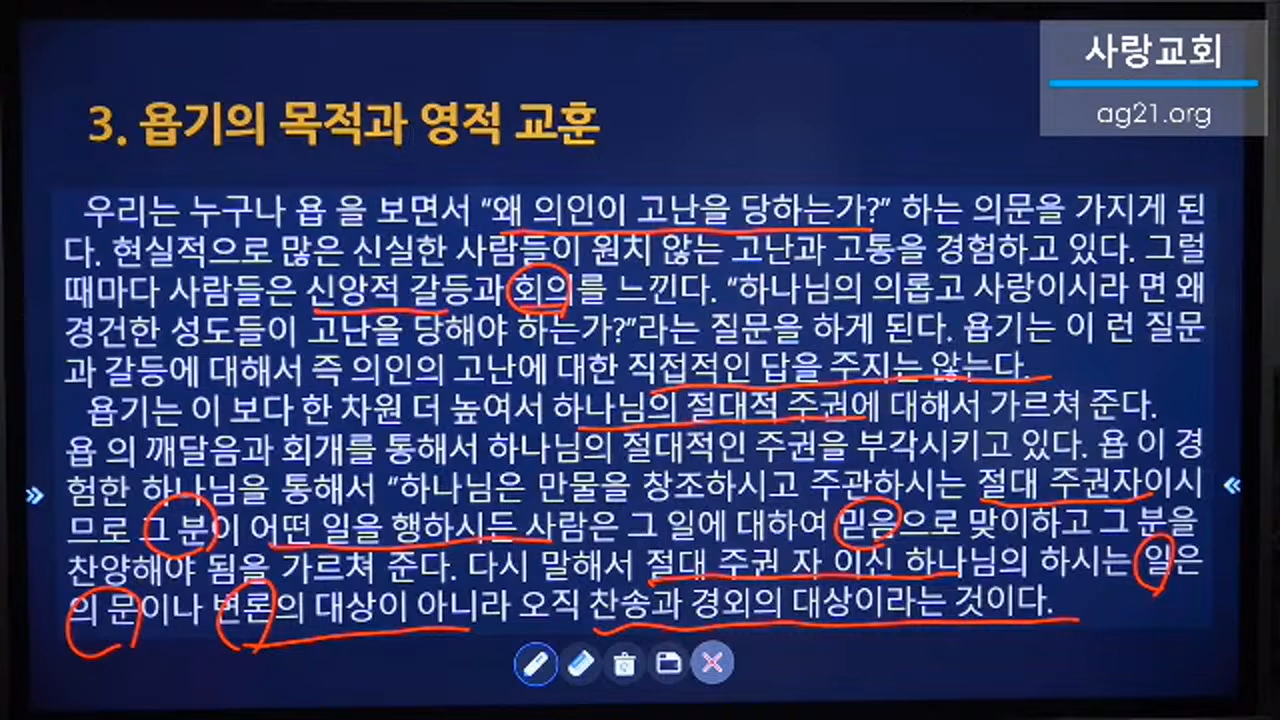 사랑교회
ag21.org
3. 욥기의 목적과 영적 교훈
우리는 누구나 욥 을 보면서 “왜 의인이 고난을 당하는가?” 하는 의문을 가지게 된
다. 현실적으로 많은 신실한 사람들이 원치 않는 고난과 고통을 경험하고 있다. 그럴
때마다 사람들은 신앙적 갈등과 회의를 느낀다. “하나님의 의롭고 사랑이시라 면 왜
경건한 성도들이 고난을 당해야 하는가?”라는 질문을 하게 된다. 욥기는 이 런 질문
과 갈등에 대해서 즉 의인의 고난에 대한 직접적인 답을 주지는 않는다.
욥기는 이 보다 한 차원 더 높여서 하나님의 절대적 주권에 대해서 가르쳐 준다.
욥 의 깨달음과 회개를 통해서 하나님의 절대적인 주권을 부각시키고 있다. 욥 이 경
험한 하나님을 통해서 “하나님은 만물을 창조하시고 주관하시는 절대 주권자이시
므로 그 분이 어떤 일을 행하시든 사람은 그 일에 대하여 믿음으로 맞이하고 그 분을
찬양해야 됨을 가르쳐 준다. 다시 말해서 절대 주권 자 이신 하나님의 하시는 일은
의 문이나 변론의 대상이 아니라 오직 찬송과 경외의 대상이라는 것이다.